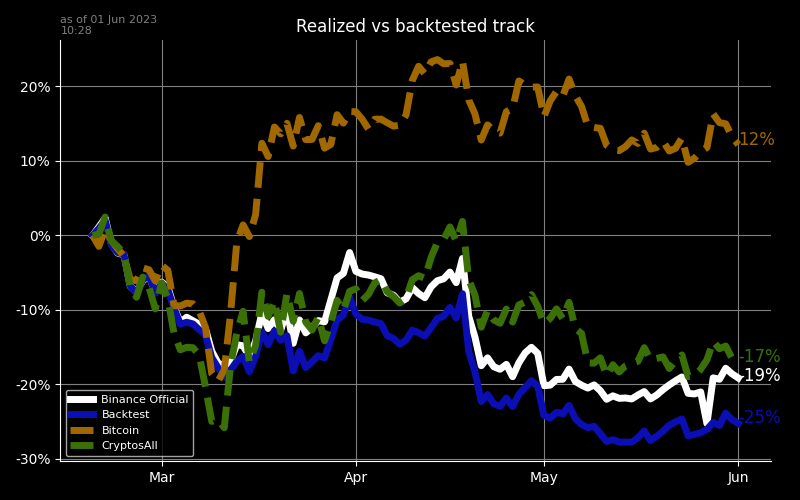 as of 01 Jun 2023
10:28
Realized vs backtested track
20%
10%
0%
-10%
-20%
-30%
12%
-17%
-19%
-25%
Binance Official
Backtest
Bitcoin
CryptosAll
Mar
Apr
May
Jun